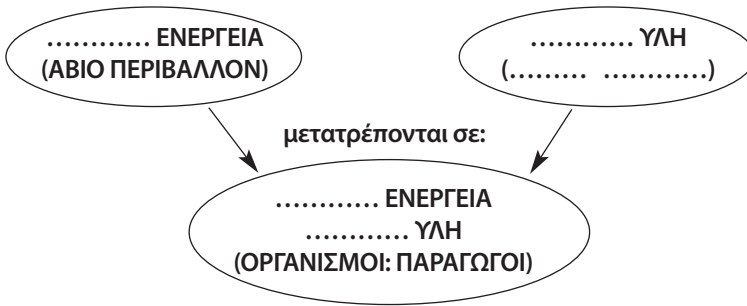 ………… ΕΝΕΡΓΕΙΑ
(ΑΒΙΟ ΠΕΡΙΒΑΛΛΟΝ)
………… ΥΛΗ
(……… …………)
μετατρέπονται σε:
………… ΕΝΕΡΓΕΙΑ
………… ΥΛΗ
(ΟΡΓΑΝΙΣΜΟΙ: ΠΑΡΑΓΩΓΟΙ)